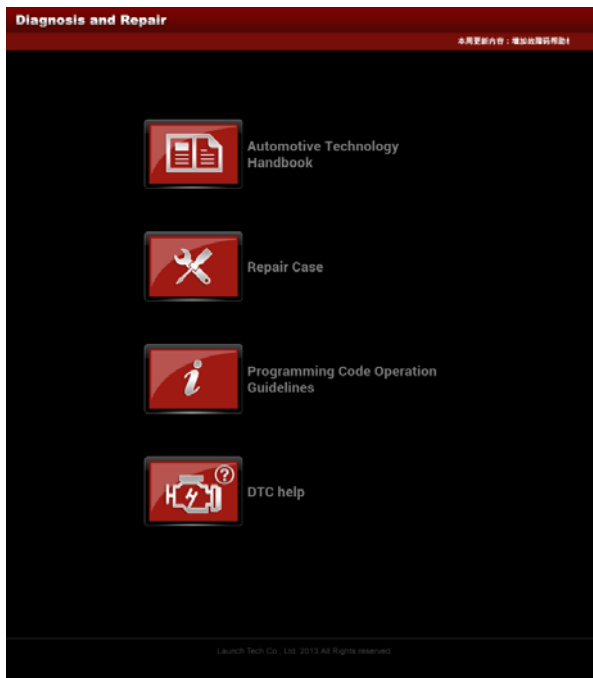 Diagnosis and Repair
本周更新内容：增加故障码帮助
Automotive Technology
Handbook
Repair Case
Programming Code Operation
Guidelines
DTC help
Launch Tech Co., Ltd. 2013.All Rights reserved.